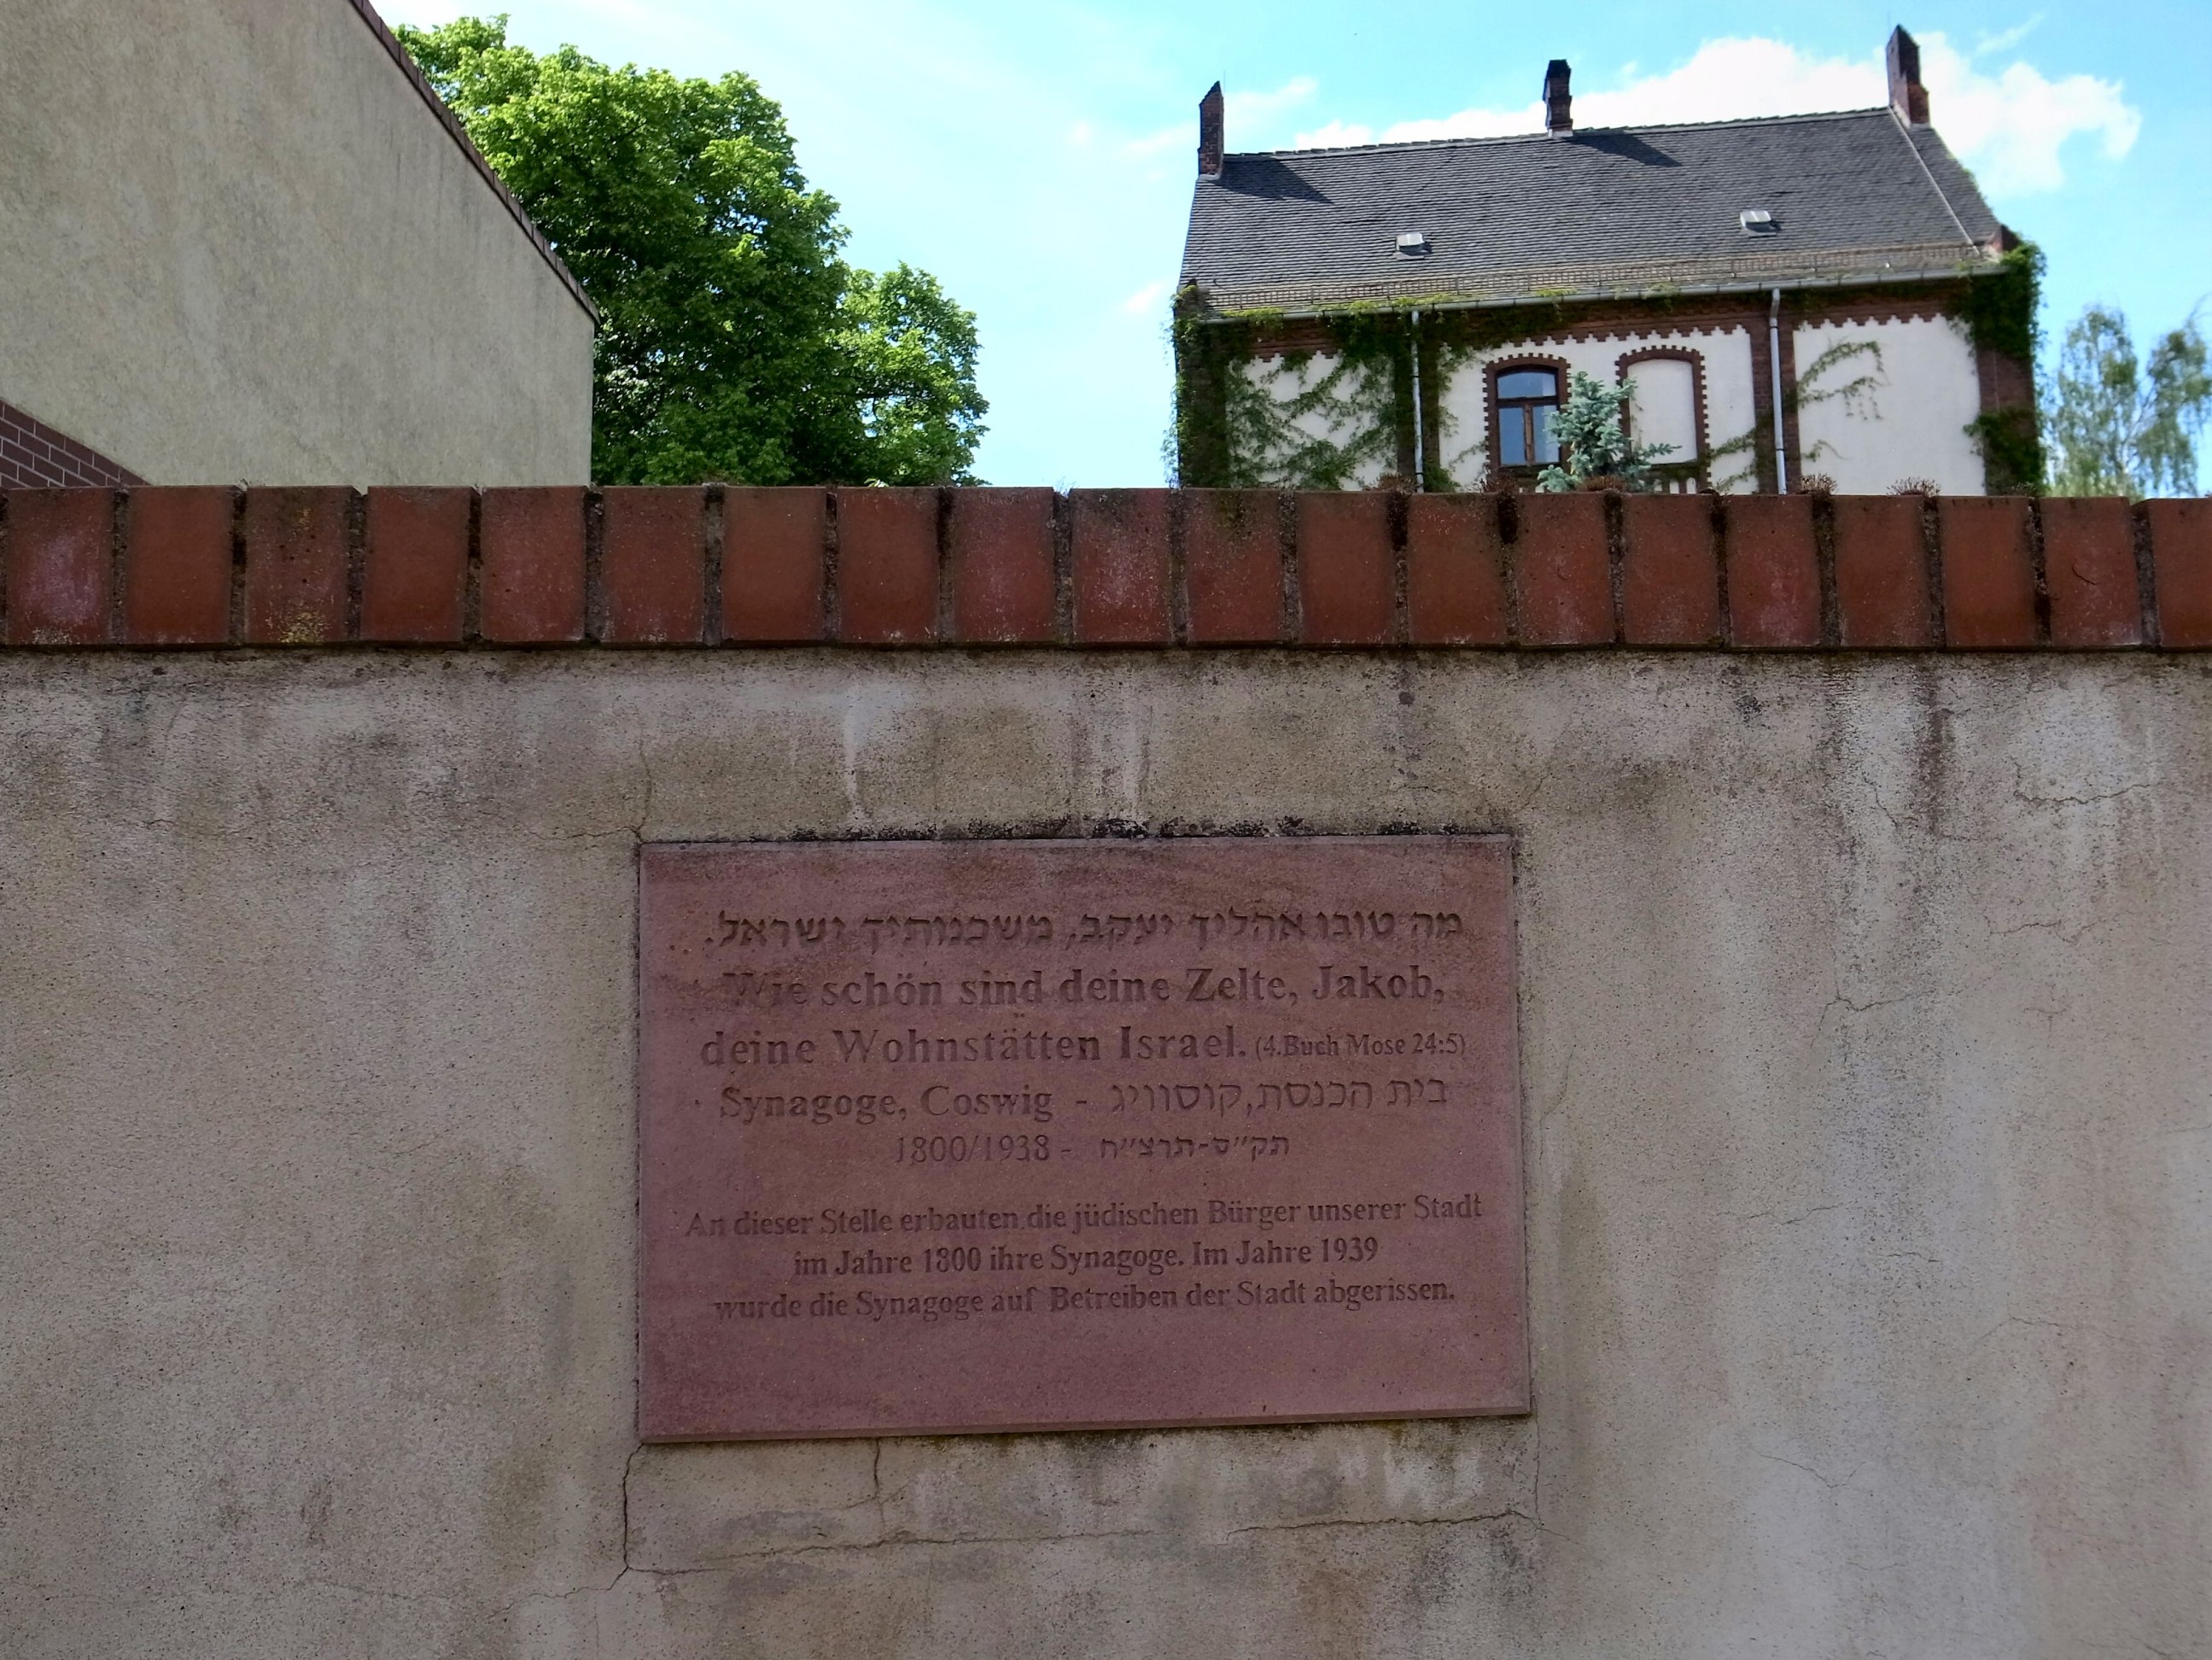 מה טובו אהליך יעקב, משכנותיך ישראל.
Wie schön sind deine Zelte, Jakob,
deine Wohnstätten Israel. (4.Buch Mose 24:5)
Synagoge, Coswig - בית הכנסת,קוסוויג
1800/1938 - תק״ס-תרצ״ח
An dieser Stelle erbauten die jüdischen Bürger unserer Stadt
im Jahre 1800 ihre Synagoge. Im Jahre 1939
wurde die Synagoge auf Betreiben der Stadt abgerissen.